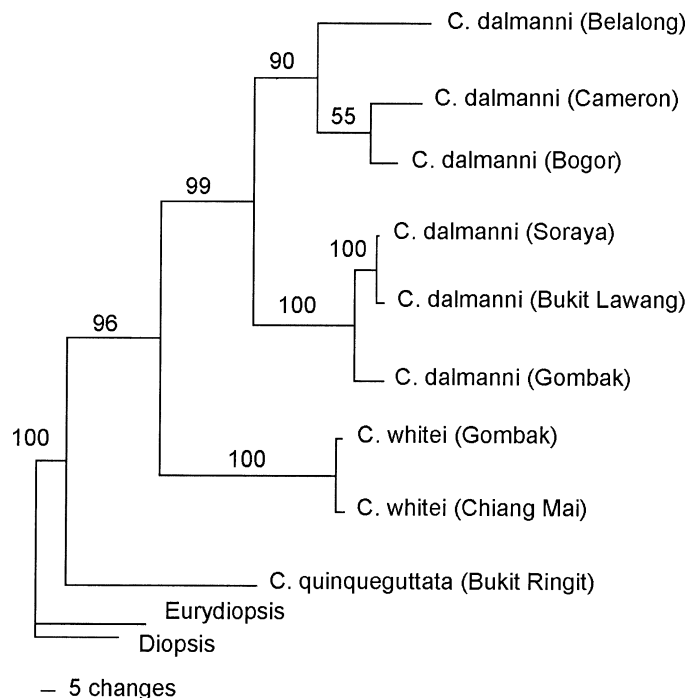 C. dalmanni (Belalong)
90
C. dalmanni (Cameron)
55
C. dalmanni (Bogor)
99
C. dalmanni (Soraya)
100
C. dalmanni (Bukit Lawang)
100
96
C. dalmanni (Gombak)
C. whitei (Gombak)
100
100
C. whitei (Chiang Mai)
C. quinqueguttata (Bukit Ringit)
Eurydiopsis
Diopsis
5 changes